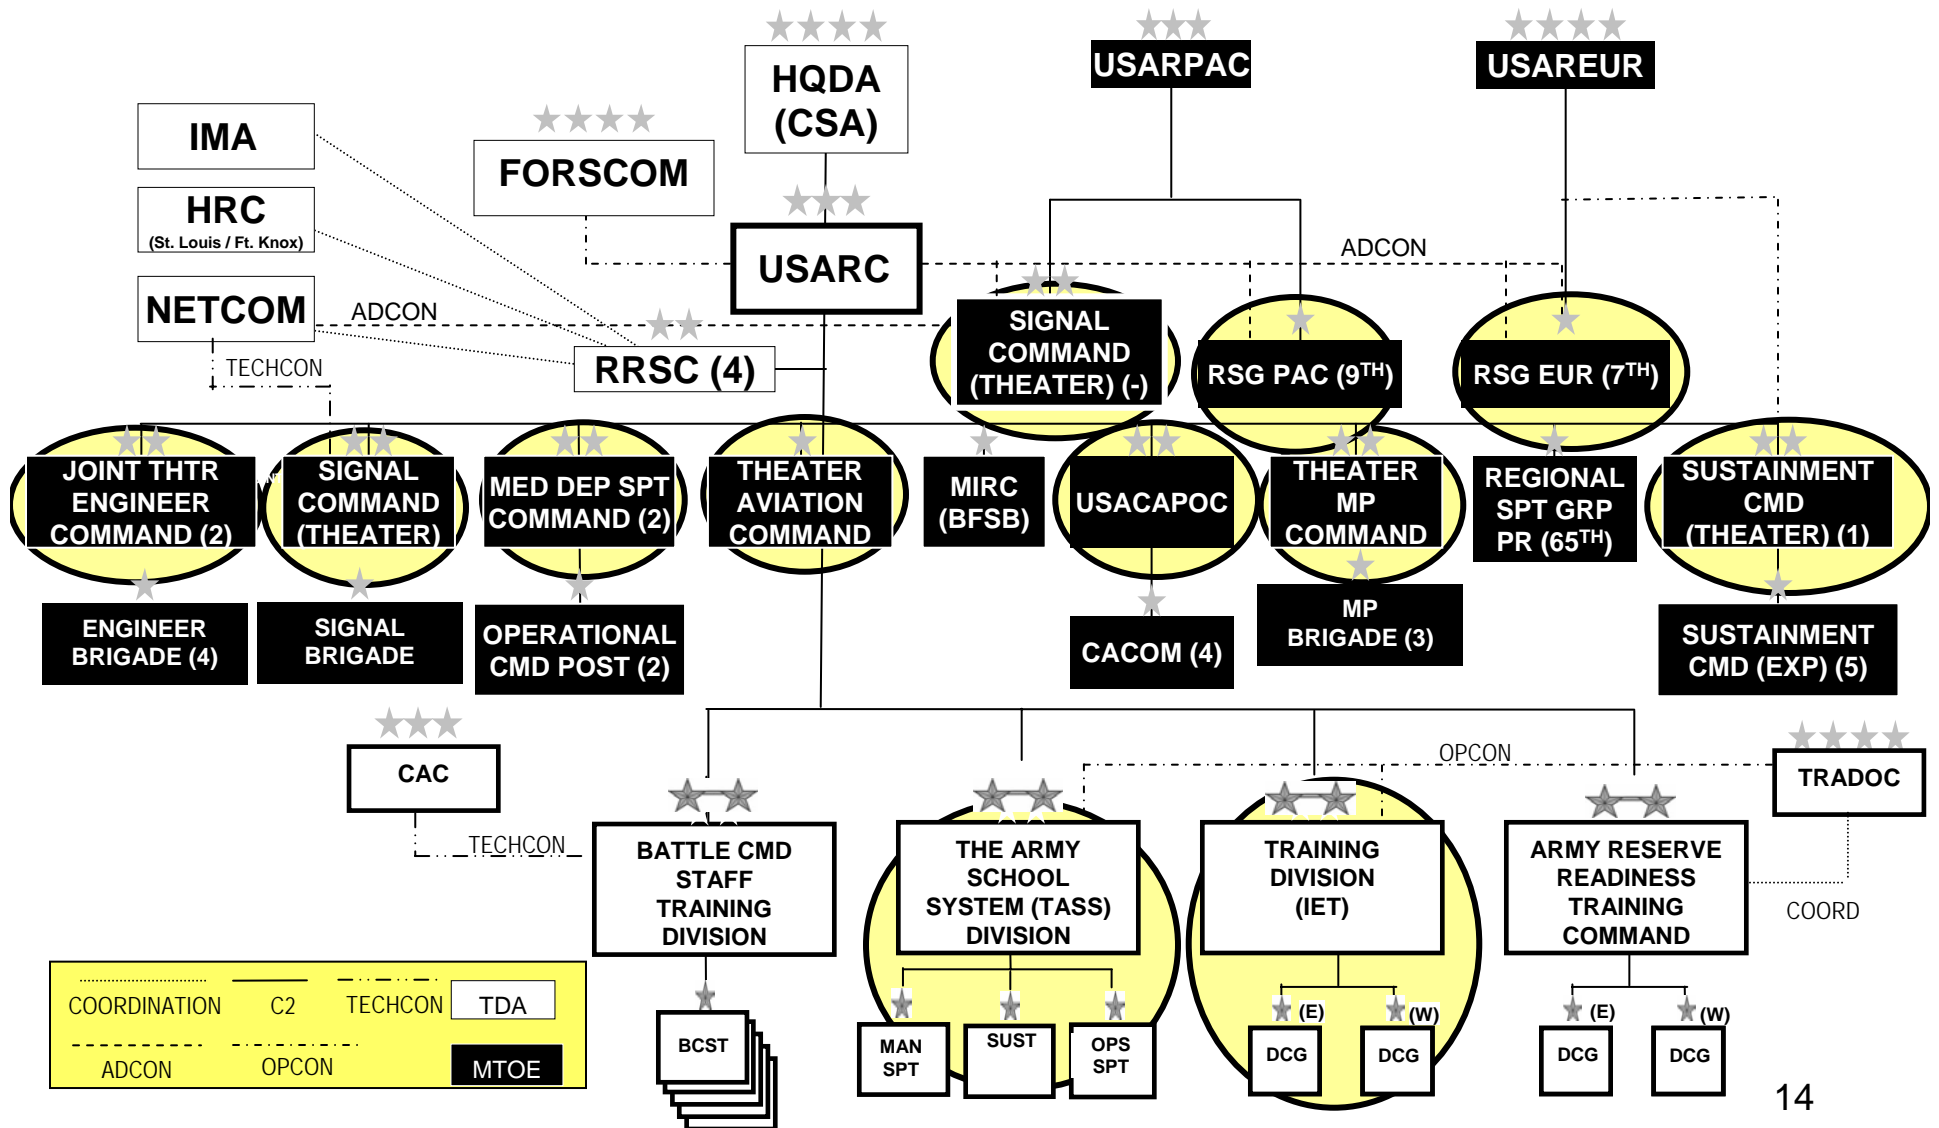 HQDA
(CSA)
USARPAC
USAREUR
IMA
FORSCOM
HRC
(St. Louis / Ft. Knox)
USARC
ADCON
NETCOM
ADCON
RRSC (4)
TECHCON
SIGNAL
COMMAND
(THEATER) (-)
RSG PAC (9TH)
RSG EUR (7TH)
JOINT THTR
ENGINEER
COMMAND (2)
SIGNAL
COMMAND
(THEATER)
MED DEP SPT
COMMAND (2)
THEATER
AVIATION
COMMAND
MIRC
(BFSB)
USACAPOC
THEATER
MP
COMMAND
REGIONAL
SPT GRP
PR (65TH)
SUSTAINMENT
CMD
(THEATER) (1)
ENGINEER
BRIGADE (4)
SIGNAL
BRIGADE
OPERATIONAL
CMD POST (2)
CACOM (4)
MP
BRIGADE (3)
SUSTAINMENT
CMD (EXP) (5)
CAC
TECHCON
OPCON
TRADOC
COORD
BATTLE CMD
STAFF
TRAINING
DIVISION
THE ARMY
SCHOOL
SYSTEM (TASS)
DIVISION
TRAINING
DIVISION
(IET)
ARMY RESERVE
READINESS
TRAINING
COMMAND
BCST
MAN
SPT
SUST
OPS
SPT
(E)
DCG
(W)
DCG
(E)
DCG
(W)
DCG
COORDINATION
C2
TECHCON
TDA
ADCON
OPCON
MTOE
14